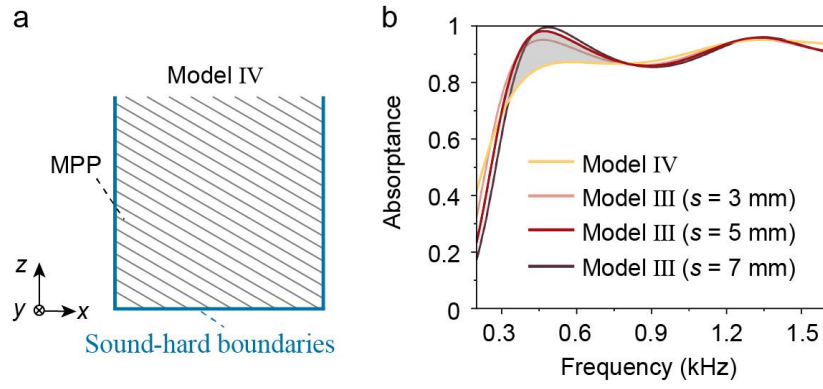 a
Model IV
MPP
z
y
x
Sound-hard boundaries
b
Absorptance
1
0.8
0.6
0.4
0.2
0
Model IV
Model III (s = 3 mm)
Model III (s = 5 mm)
Model III (s = 7 mm)
0.3 0.6 0.9 1.2 1.5
Frequency (kHz)